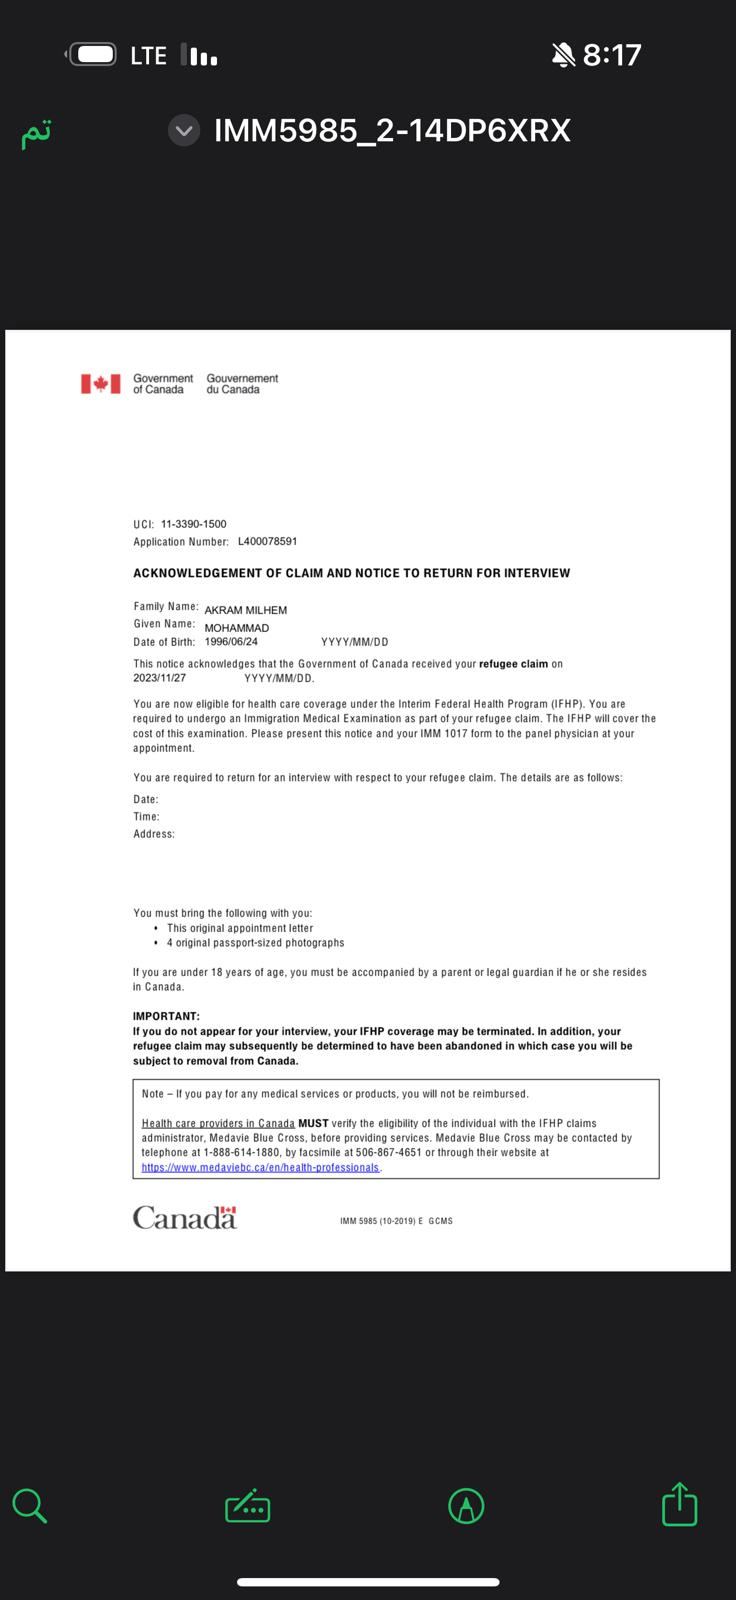 LTE
8:17
تم
IMM5985_2-14DP6XRX
Government of Canada
Gouvernement du Canada
UCI: 11-3390-1500
Application Number: L400078591
ACKNOWLEDGEMENT OF CLAIM AND NOTICE TO RETURN FOR INTERVIEW
Family Name: AKRAM MILHEM
Given Name: MOHAMMAD
Date of Birth: 1996/06/24 YYYY/MM/DD
This notice acknowledges that the Government of Canada received your refugee claim on
2023/11/27 YYYY/MM/DD.
You are now eligible for health care coverage under the Interim Federal Health Program (IFHP). You are
required to undergo an Immigration Medical Examination as part of your refugee claim. The IFHP will cover the
cost of this examination. Please present this notice and your IMM 1017 form to the panel physician at your
appointment.
You are required to return for an interview with respect to your refugee claim. The details are as follows:
Date:
Time:
Address:
You must bring the following with you:
• This original appointment letter
• 4 original passport-sized photographs
If you are under 18 years of age, you must be accompanied by a parent or legal guardian if he or she resides
in Canada.
IMPORTANT:
If you do not appear for your interview, your IFHP coverage may be terminated. In addition, your
refugee claim may subsequently be determined to have been abandoned in which case you will be
subject to removal from Canada.
Note – If you pay for any medical services or products, you will not be reimbursed.
Health care providers in Canada MUST verify the eligibility of the individual with the IFHP claims
administrator, Medavie Blue Cross, before providing services. Medavie Blue Cross may be contacted by
telephone at 1-888-614-1880, by facsimile at 506-867-4651 or through their website at
https://www.medaviebc.ca/en/health-professionals.
Canada
IMM 5985 (10-2019) E GCMS